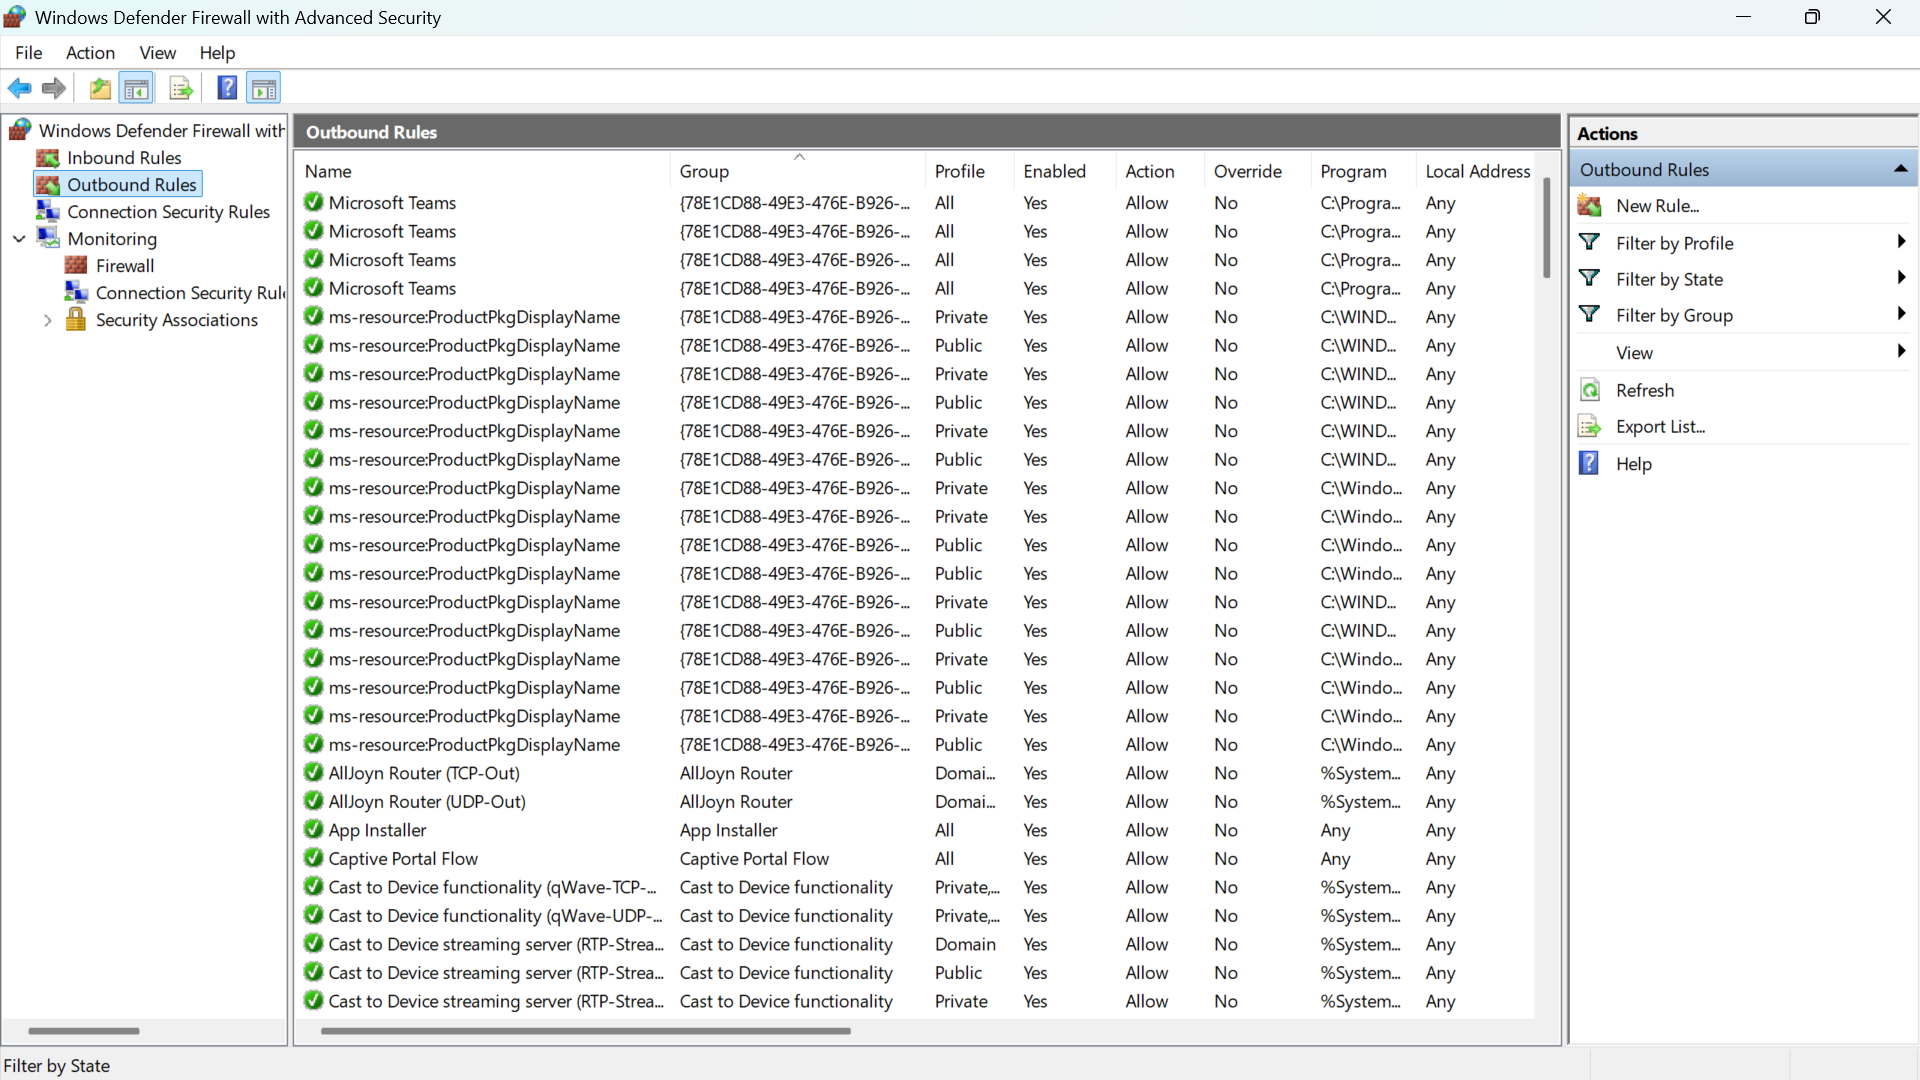 Windows Defender Firewall with Advanced Security
File Action View Help
Windows Defender Firewall with
Inbound Rules
Outbound Rules
Connection Security Rules
Monitoring
Firewall
Connection Security Rule
Security Associations
Outbound Rules
Name Group Profile Enabled Action Override Program Local Address
Microsoft Teams {78E1CD88-49E3-476E-B926-... All Yes Allow No C:\Progra... Any
Microsoft Teams {78E1CD88-49E3-476E-B926-... All Yes Allow No C:\Progra... Any
Microsoft Teams {78E1CD88-49E3-476E-B926-... All Yes Allow No C:\Progra... Any
Microsoft Teams {78E1CD88-49E3-476E-B926-... All Yes Allow No C:\Progra... Any
ms-resource:ProductPkgDisplayName {78E1CD88-49E3-476E-B926-... Private Yes Allow No C:\WIND... Any
ms-resource:ProductPkgDisplayName {78E1CD88-49E3-476E-B926-... Public Yes Allow No C:\WIND... Any
ms-resource:ProductPkgDisplayName {78E1CD88-49E3-476E-B926-... Private Yes Allow No C:\WIND... Any
ms-resource:ProductPkgDisplayName {78E1CD88-49E3-476E-B926-... Public Yes Allow No C:\WIND... Any
ms-resource:ProductPkgDisplayName {78E1CD88-49E3-476E-B926-... Private Yes Allow No C:\WIND... Any
ms-resource:ProductPkgDisplayName {78E1CD88-49E3-476E-B926-... Public Yes Allow No C:\WIND... Any
ms-resource:ProductPkgDisplayName {78E1CD88-49E3-476E-B926-... Private Yes Allow No C:\Windo... Any
ms-resource:ProductPkgDisplayName {78E1CD88-49E3-476E-B926-... Private Yes Allow No C:\Windo... Any
ms-resource:ProductPkgDisplayName {78E1CD88-49E3-476E-B926-... Public Yes Allow No C:\Windo... Any
ms-resource:ProductPkgDisplayName {78E1CD88-49E3-476E-B926-... Public Yes Allow No C:\Windo... Any
ms-resource:ProductPkgDisplayName {78E1CD88-49E3-476E-B926-... Private Yes Allow No C:\WIND... Any
ms-resource:ProductPkgDisplayName {78E1CD88-49E3-476E-B926-... Public Yes Allow No C:\WIND... Any
ms-resource:ProductPkgDisplayName {78E1CD88-49E3-476E-B926-... Private Yes Allow No C:\Windo... Any
ms-resource:ProductPkgDisplayName {78E1CD88-49E3-476E-B926-... Public Yes Allow No C:\Windo... Any
ms-resource:ProductPkgDisplayName {78E1CD88-49E3-476E-B926-... Private Yes Allow No C:\Windo... Any
ms-resource:ProductPkgDisplayName {78E1CD88-49E3-476E-B926-... Public Yes Allow No C:\Windo... Any
AllJoyn Router (TCP-Out) AllJoyn Router Domai... Yes Allow No %System... Any
AllJoyn Router (UDP-Out) AllJoyn Router Domai... Yes Allow No %System... Any
App Installer App Installer All Yes Allow No Any Any
Captive Portal Flow Captive Portal Flow All Yes Allow No Any Any
Cast to Device functionality (qWave-TCP-... Cast to Device functionality Private,... Yes Allow No %System... Any
Cast to Device functionality (qWave-UDP-... Cast to Device functionality Private,... Yes Allow No %System... Any
Cast to Device streaming server (RTP-Strea... Cast to Device functionality Domain Yes Allow No %System... Any
Cast to Device streaming server (RTP-Strea... Cast to Device functionality Public Yes Allow No %System... Any
Cast to Device streaming server (RTP-Strea... Cast to Device functionality Private Yes Allow No %System... Any
Actions
Outbound Rules
New Rule...
Filter by Profile
Filter by State
Filter by Group
View
Refresh
Export List...
Help
Filter by State